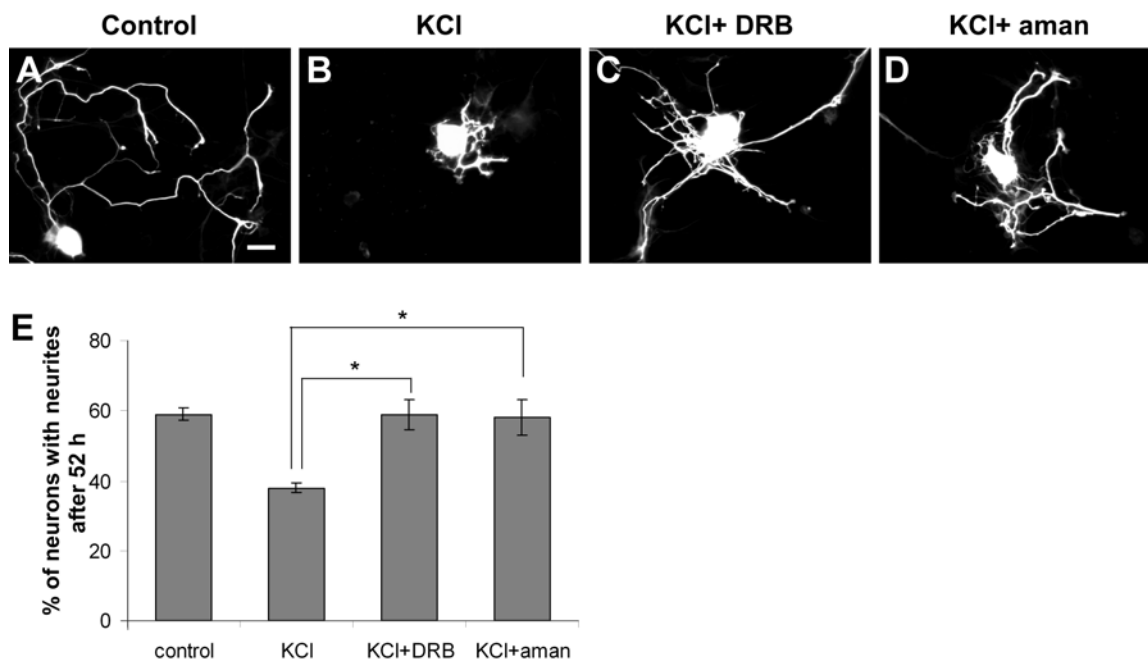 Control KCl KCl+ DRB KCl+ aman
A B C D
E
% of neurons with neurites
after 52 h
80
60
40
20
0
* 
*
control KCl KCl+DRB KCl+aman